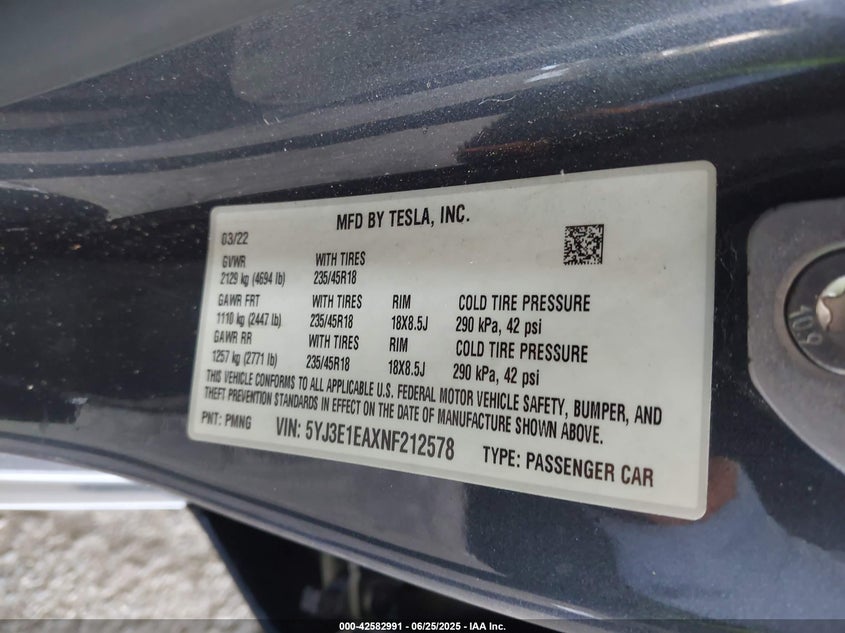 MFD BY TESLA, INC.
03/22
GVWR WITH TIRES
2129 kg (4694 lb) 235/45R18
GAWR FRT WITH TIRES RIM COLD TIRE PRESSURE
1110 kg (2447 lb) 235/45R18 18X8.5J 290 kPa, 42 psi
GAWR RR WITH TIRES RIM COLD TIRE PRESSURE
1257 kg (2771 lb) 235/45R18 18X8.5J 290 kPa, 42 psi
THIS VEHICLE CONFORMS TO ALL APPLICABLE U.S. FEDERAL MOTOR VEHICLE SAFETY, BUMPER, AND
THEFT PREVENTION STANDARDS IN EFFECT ON THE DATE OF MANUFACTURE SHOWN ABOVE.
PNT: PMNG VIN: 5YJ3E1EAXNF212578 TYPE: PASSENGER CAR
10.9
000-42582991 — 06/25/2025 — IAA Inc.